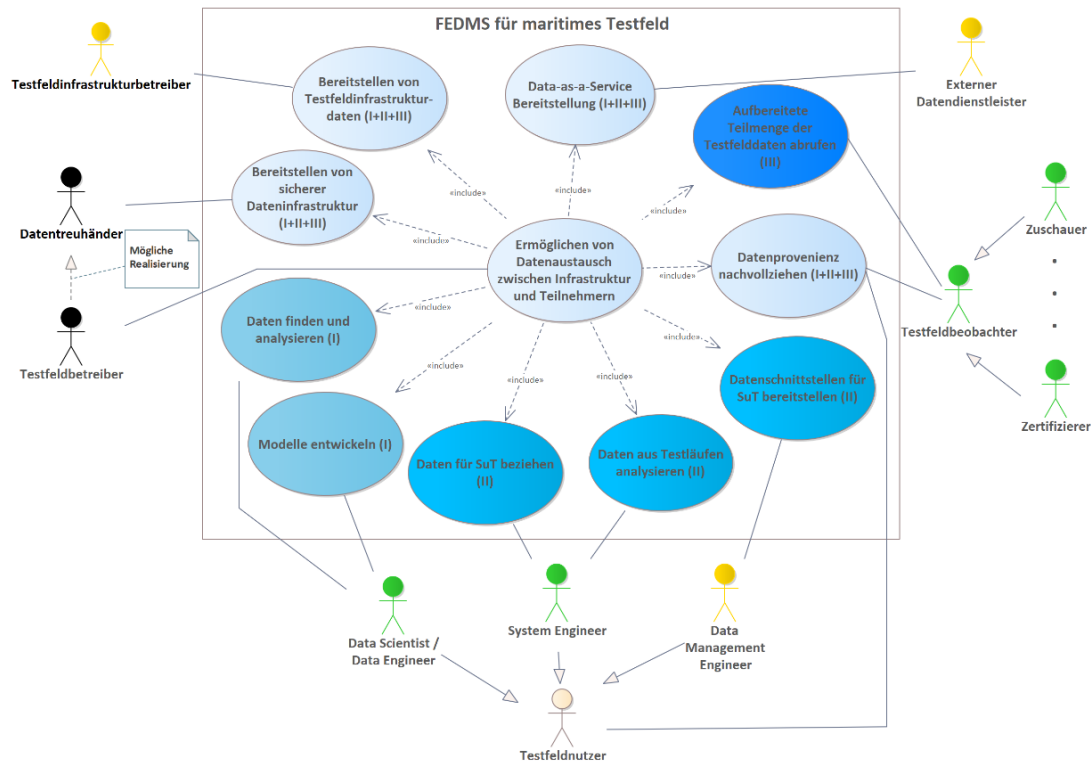 FEDMS für maritimes Testfeld
Testfeldinfrastrukturbetreiber
Bereitstellen von
Testfeldinfrastruktur-
daten (I+II+III)
Data-as-a-Service
Bereitstellung (I+II+III)
Externer
Datendienstleister
Aufbereitete
Teilmenge der
Testfelddaten abrufen
(III)
Bereitstellen von
sicherer
Dateninfrastruktur
(I+II+III)
«include»
«include»
«include»
«include»
Datentreuhänder
Zuschauer
Mögliche
Realisierung
Ermöglichen von
Datenaustausch
zwischen Infrastruktur
und Teilnehmern
«include»
Datenprovenienz
nachvollziehen (I+II+III)
Testfeldbeobachter
Testfeldbetreiber
Daten finden und
analysieren (I)
«include»
«include»
«include»
«include»
«include»
Datenschnittstellen für
SuT bereitstellen (II)
Zertifizierer
Modelle entwickeln (I)
Daten für SuT beziehen
(II)
Daten aus Testläufen
analysieren (II)
Data Scientist /
Data Engineer
System Engineer
Data
Management
Engineer
Testfeldnutzer